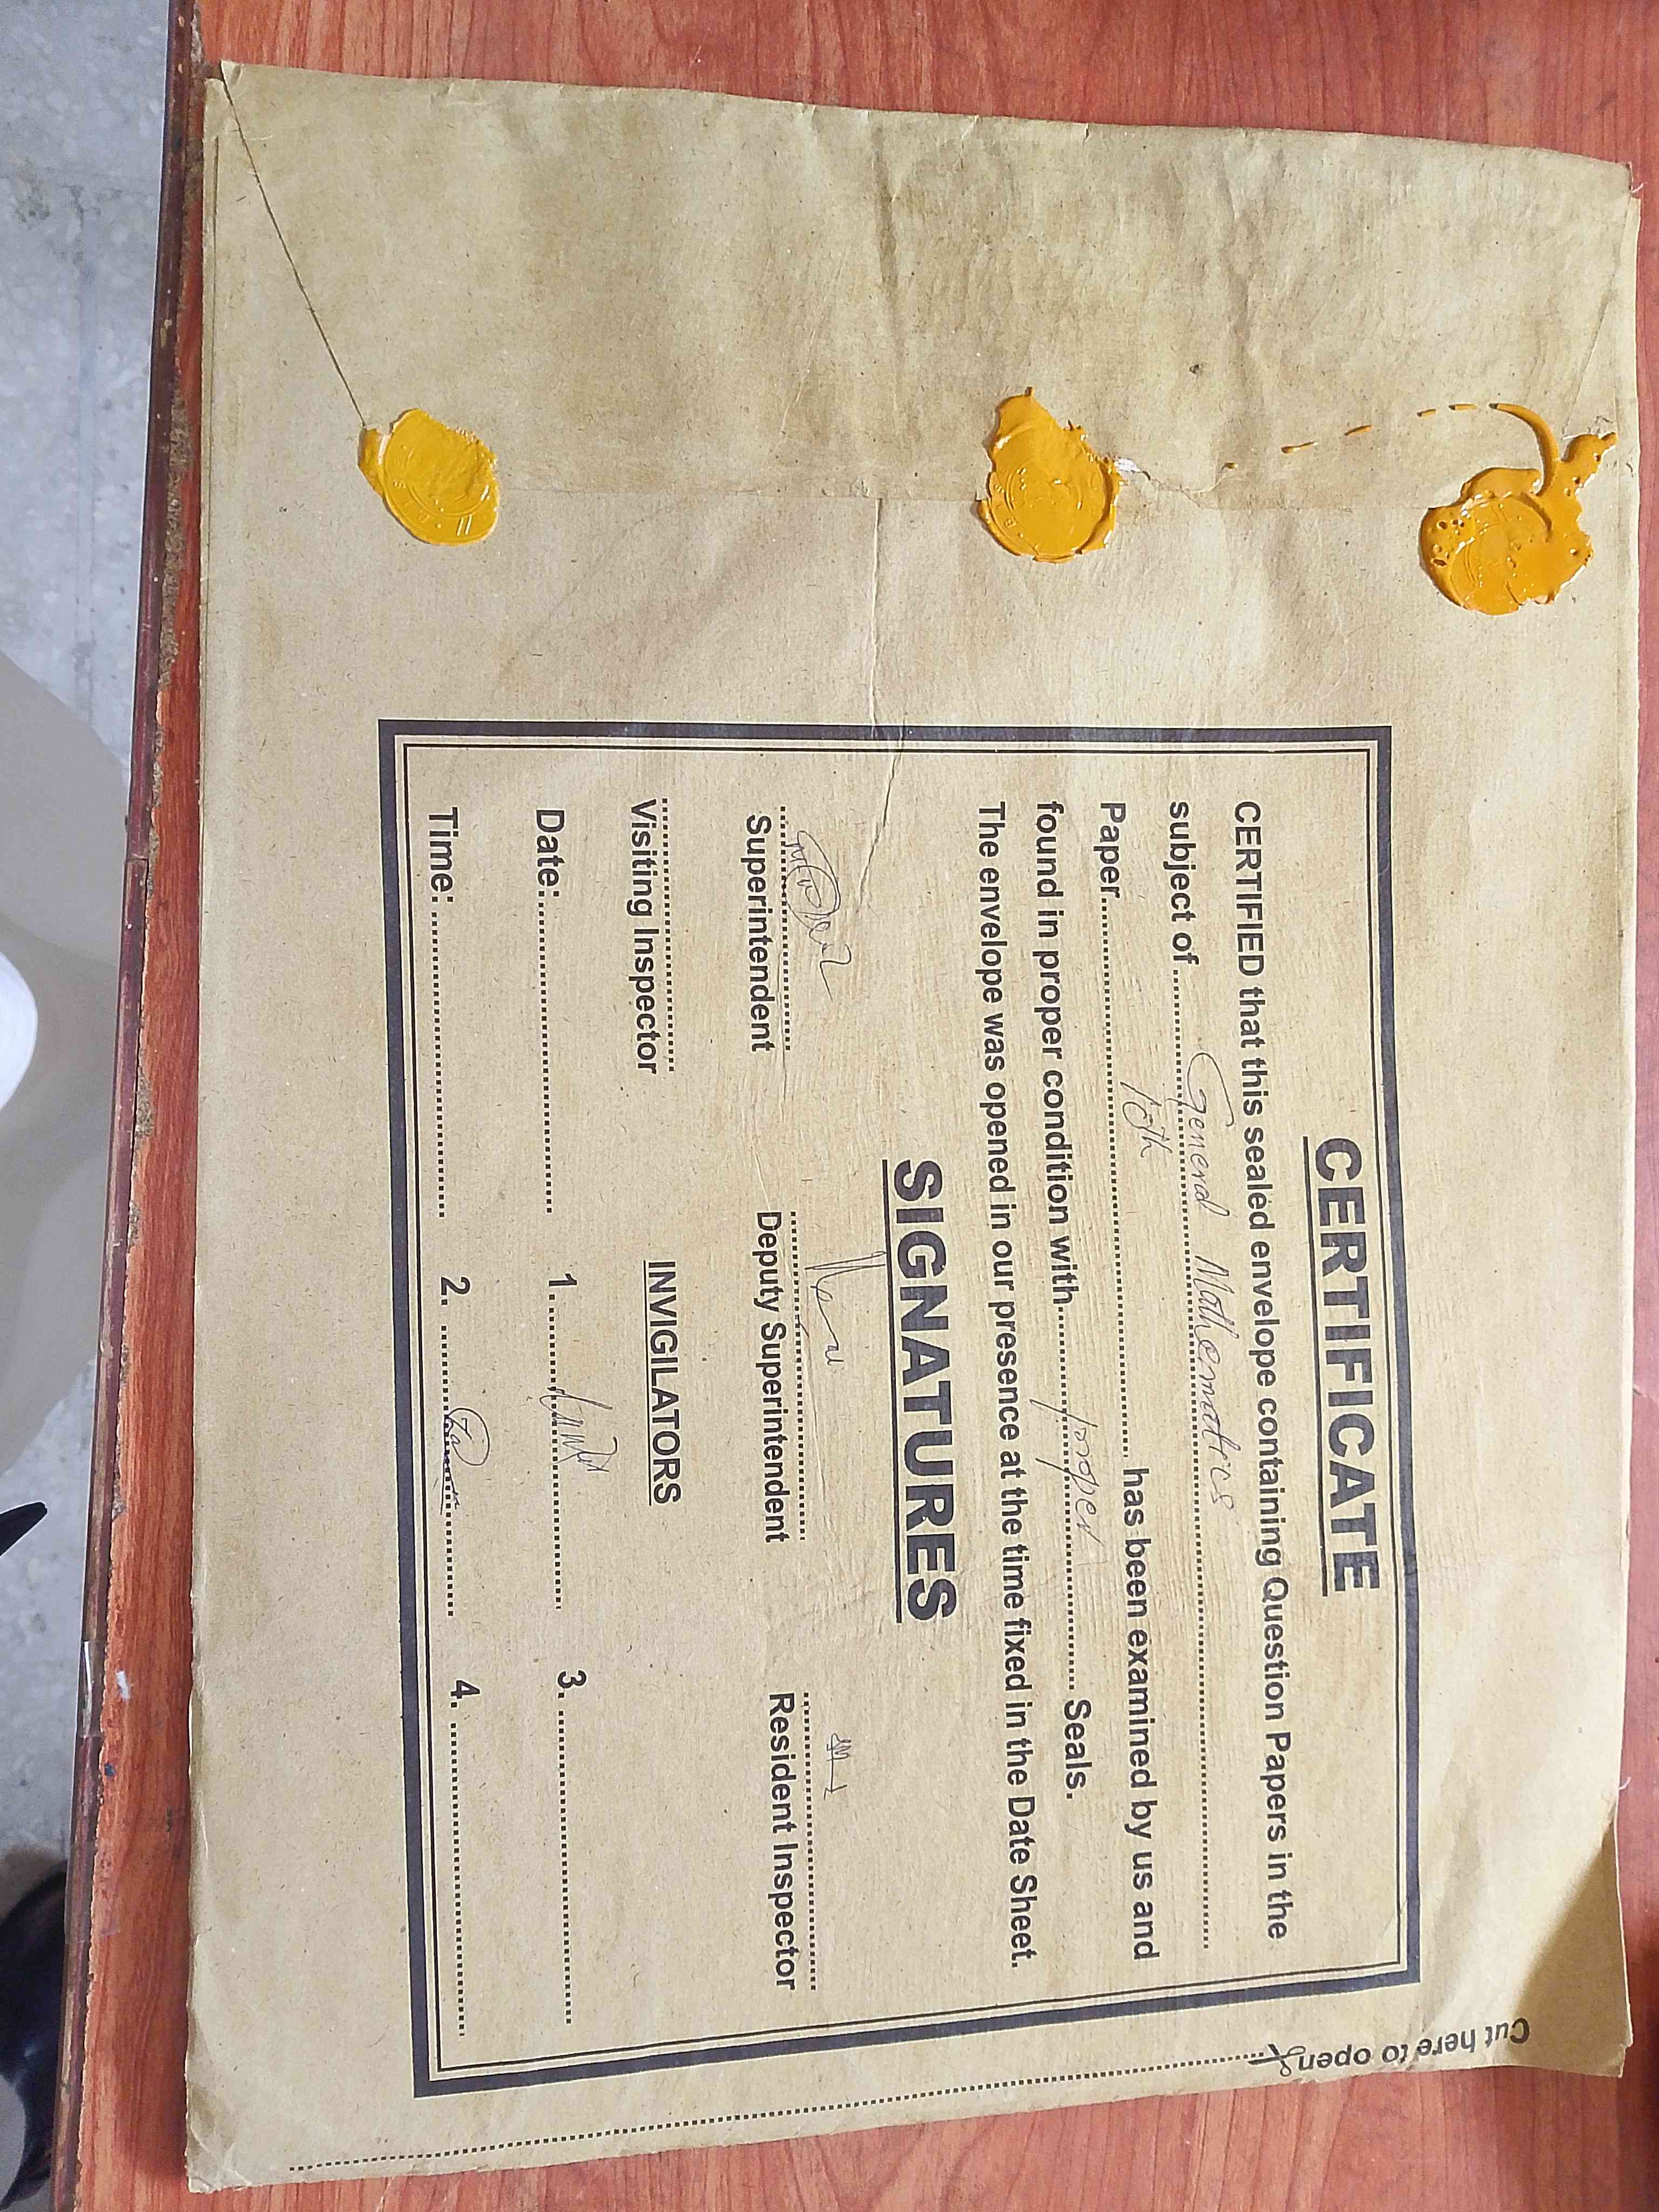 CERTIFICATE
CERTIFIED that this sealed envelope containing Question Papers in the
subject of General Mathematics
Paper 10th has been examined by us and
found in proper condition with proper Seals.
The envelope was opened in our presence at the time fixed in the Date Sheet.
SIGNATURES
Superintendent Deputy Superintendent Resident Inspector
Visiting Inspector INVIGILATORS
Date: 1. 3.
Time: 2. 4.
Cut here to open